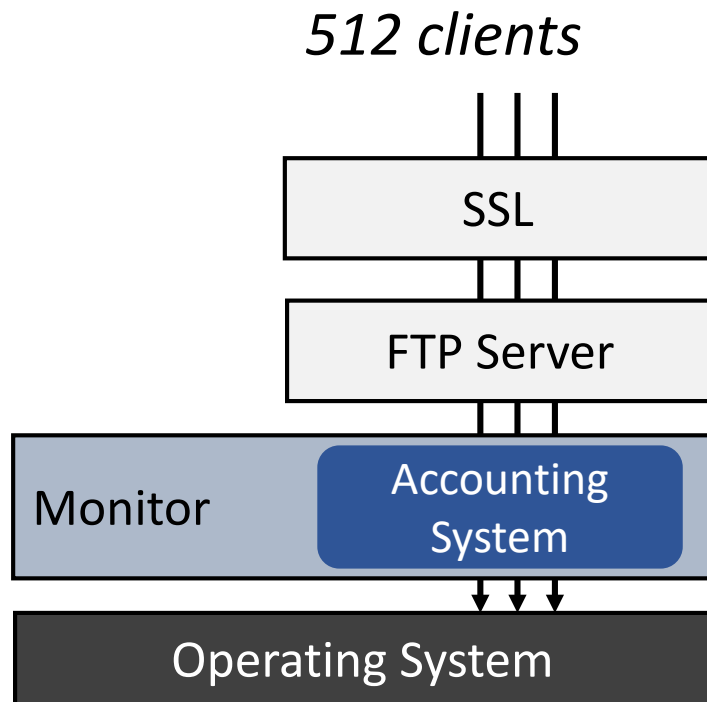 512 clients
SSL
FTP Server
Monitor
Accounting
System
Operating System